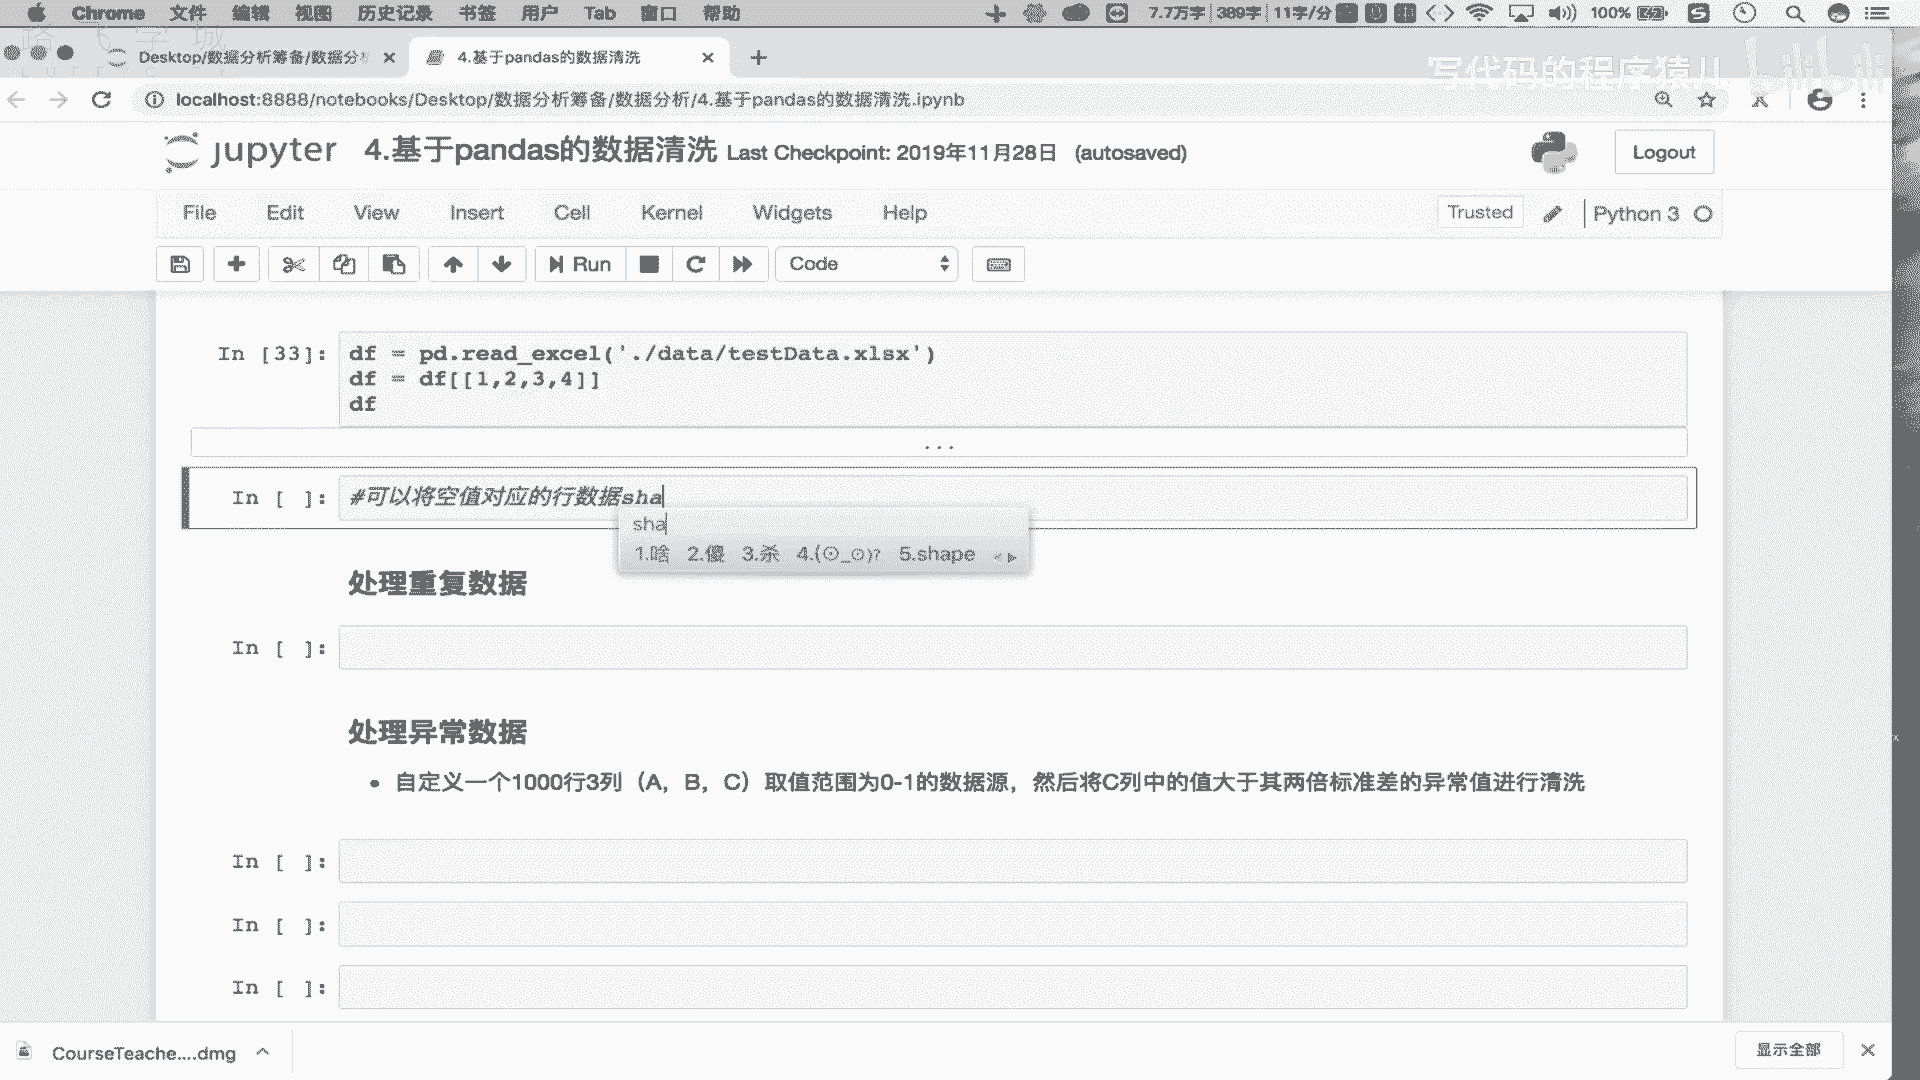 Chrome 文件 编辑 视图 历史记录 书签 用户 Tab 窗口 帮助 7.7万字 389字 11字/分 100%
Desktop/数据分析筹备/数据分
4.基于pandas的数据清洗
写代码的程序猿儿 bilibili
localhost:8888/notebooks/Desktop/数据分析筹备/数据分析/4.基于pandas的数据清洗.ipynb
jupyter 4.基于pandas的数据清洗 Last Checkpoint: 2019年11月28日 (autosaved)
Logout
File Edit View Insert Cell Kernel Widgets Help
Trusted Python 3
Run Code
In [33]: df = pd.read_excel('./data/testData.xlsx')
df = df[[1,2,3,4]]
df
...
In [ ]: #可以将空值对应的行数据sha
sha
1.啥 2.傻 3.杀 4.(⊙_⊙)? 5.shape
处理重复数据
In [ ]:
处理异常数据
• 自定义一个1000行3列（A，B，C）取值范围为0-1的数据源，然后将C列中的值大于其两倍标准差的异常值进行清洗
In [ ]:
In [ ]:
In [ ]:
CourseTeache....dmg
显示全部